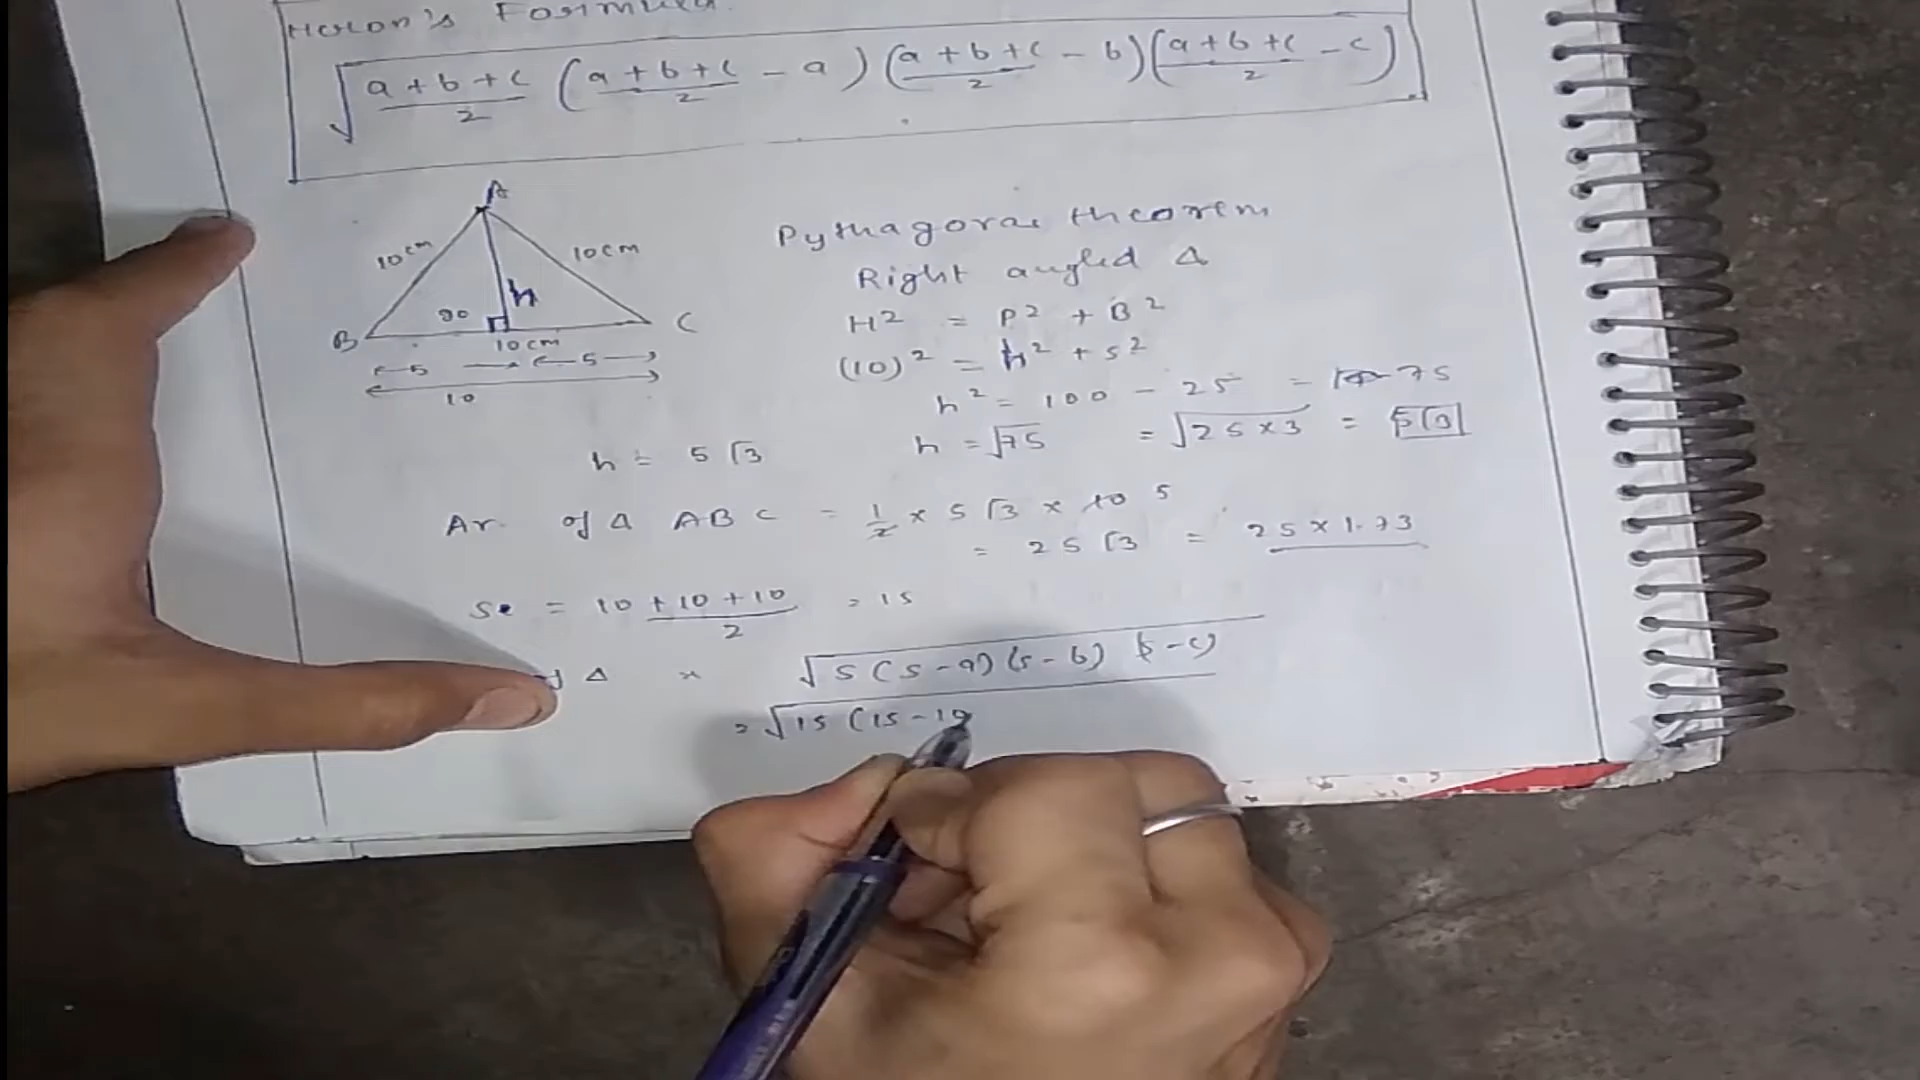 Heron's Formula.
√(a+b+c)/2 ((a+b+c)/2 - a) ((a+b+c)/2 - b) ((a+b+c)/2 - c)
A
10cm
10cm
h
90
B
C
10cm
5
5
10
Pythagoras theorem
Right angled Δ
H² = P² + B²
(10)² = h² + 5²
h² = 100 - 25 = 75
h = √75 = √25×3 = 5√3
h = 5√3
Ar. of Δ ABC = 1/2 × 5√3 × 10 5
= 25√3 = 25 × 1.73
S = (10 + 10 + 10)/2 = 15
Δ √s(s-a)(s-b)(s-c)
= √15 (15-10